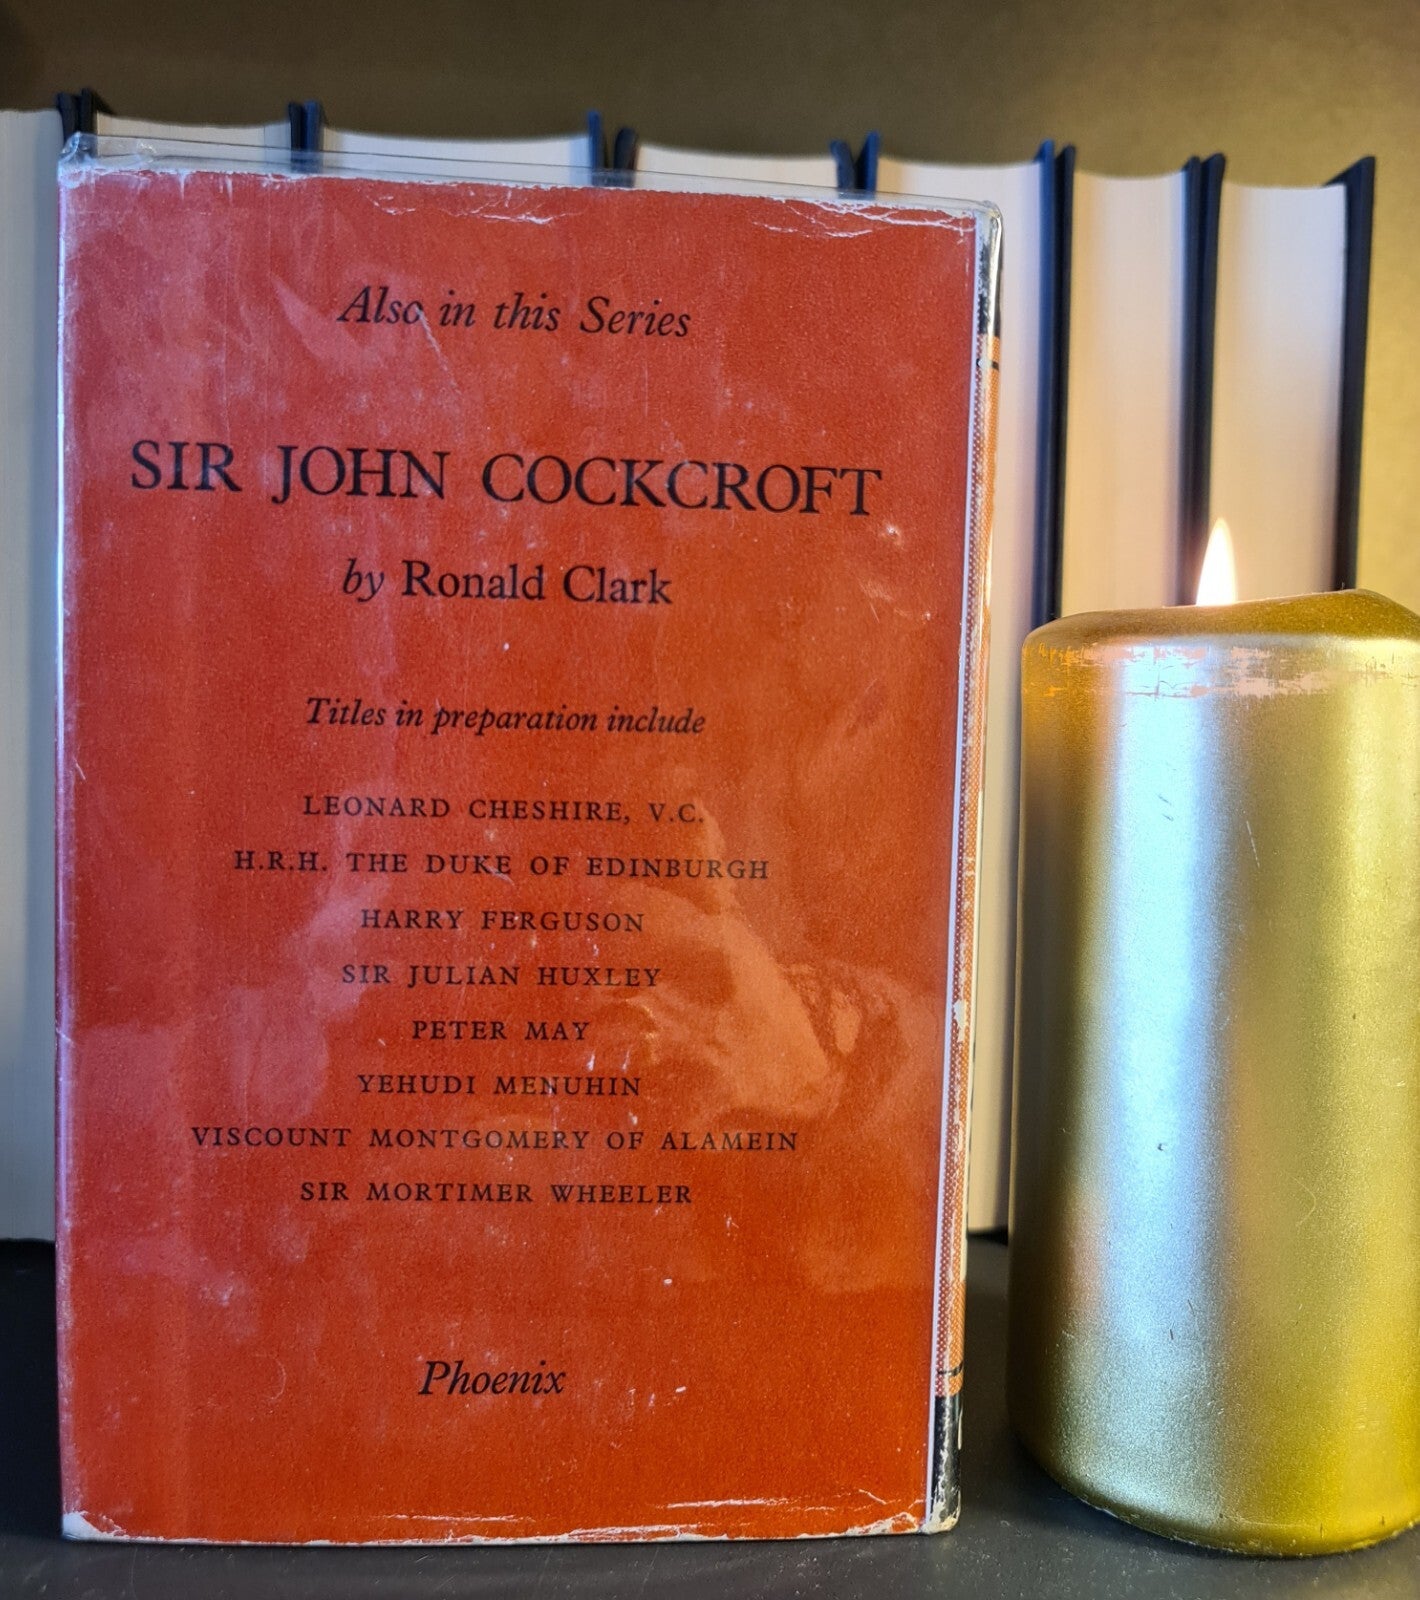 Also in this Series
SIR JOHN COCKCROFT
by Ronald Clark
Titles in preparation include
LEONARD CHESHIRE, V.C.
H.R.H. THE DUKE OF EDINBURGH
HARRY FERGUSON
SIR JULIAN HUXLEY
PETER MAY
YEHUDI MENUHIN
VISCOUNT MONTGOMERY OF ALAMEIN
SIR MORTIMER WHEELER
Phoenix